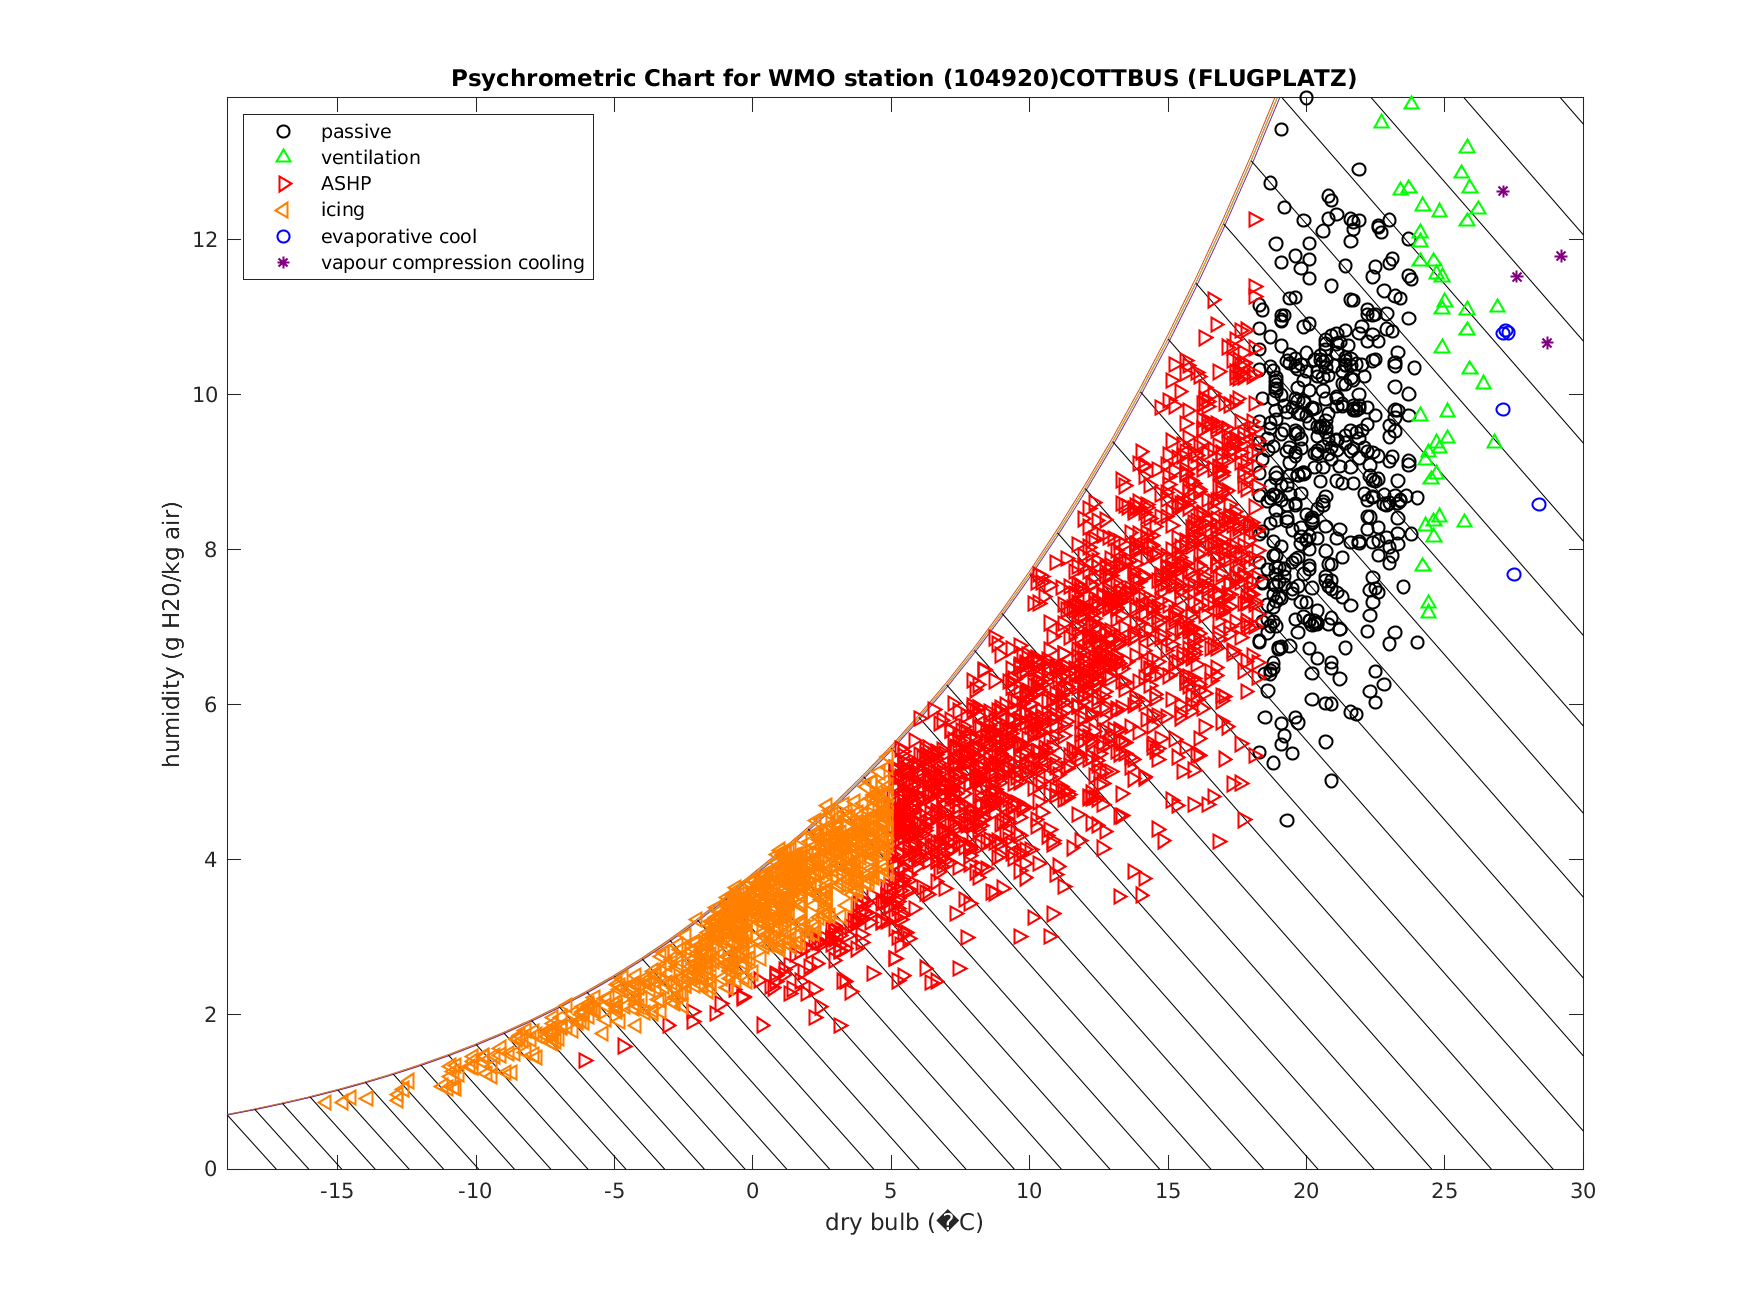 Psychrometric Chart for WMO station (104920)COTTBUS (FLUGPLATZ)
passive
ventilation
ASHP
icing
evaporative cool
vapour compression cooling
humidity (g H20/kg air)
12
10
8
6
4
2
0
-15 -10 -5 0 5 10 15 20 25 30
dry bulb (�C)